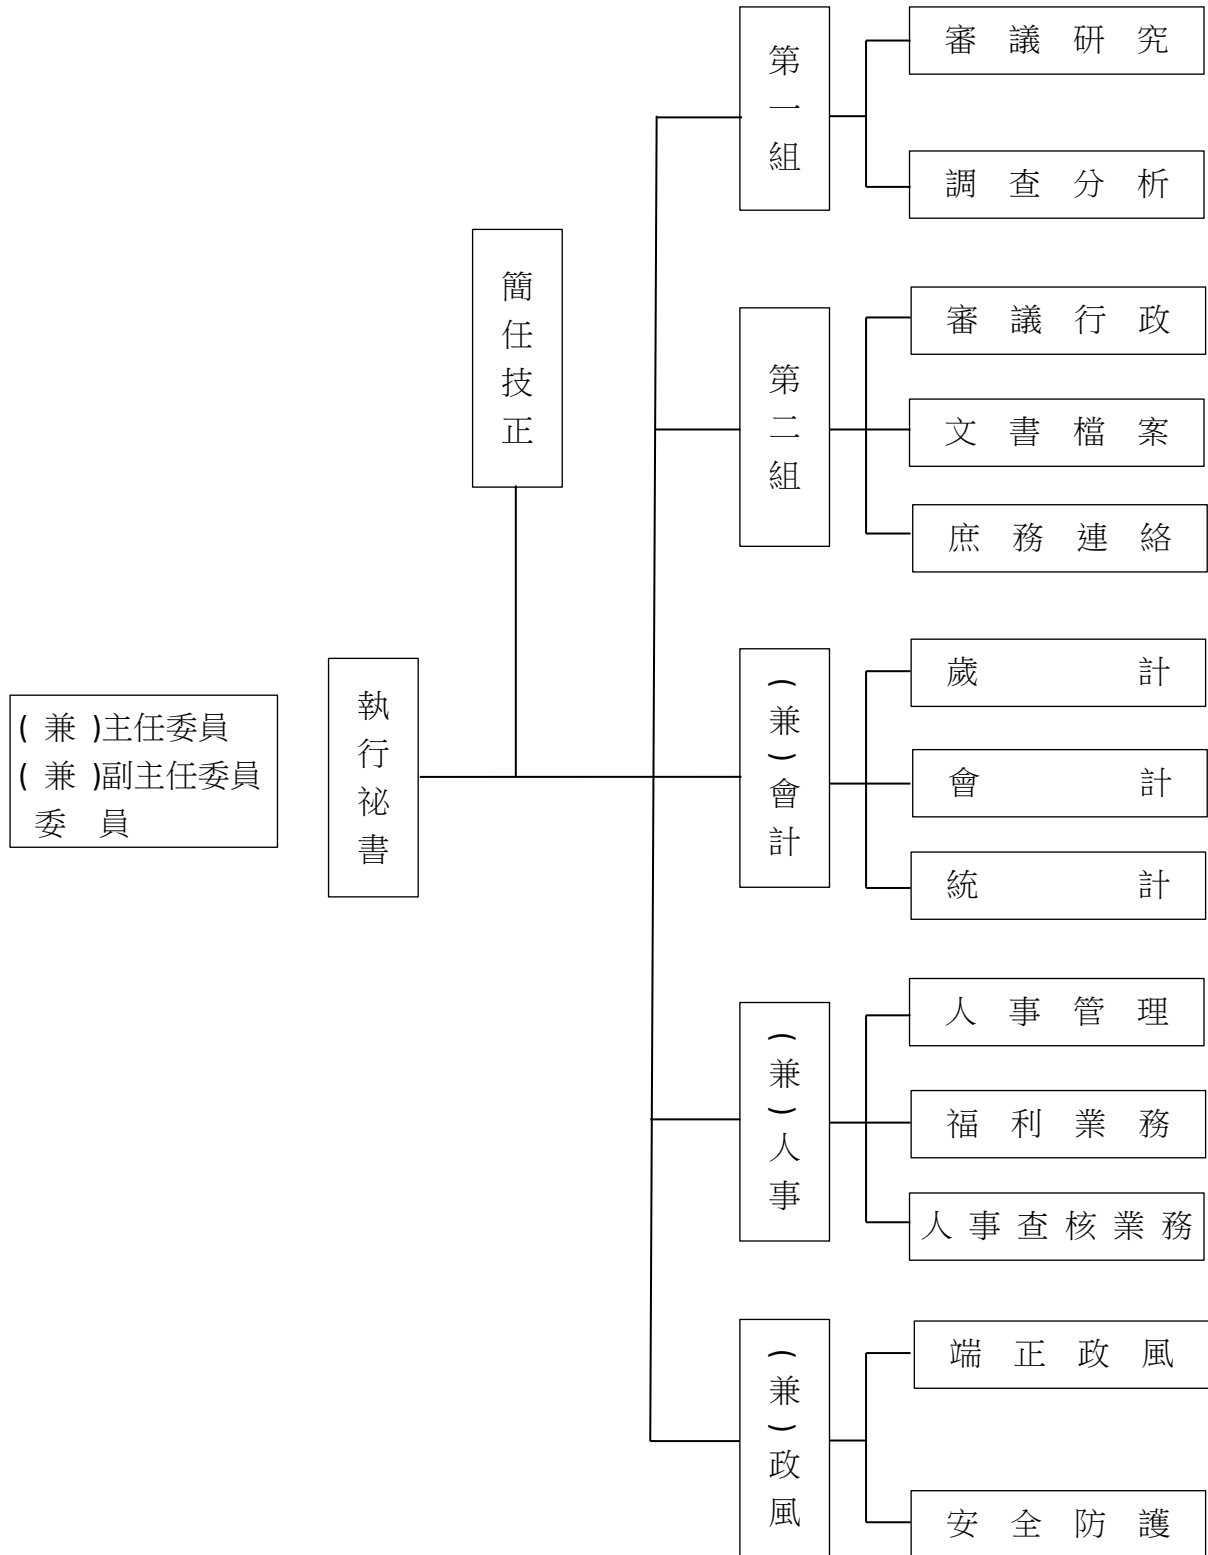 (兼)主任委員
(兼)副主任委員
委員
執行祕書
簡任技正
第一組
審議研究
調查分析
第二組
審議行政
文書檔案
庶務連絡
(兼)會計
歲計
會計
統計
(兼)人事
人事管理
福利業務
人事查核業務
(兼)政風
端正政風
安全防護